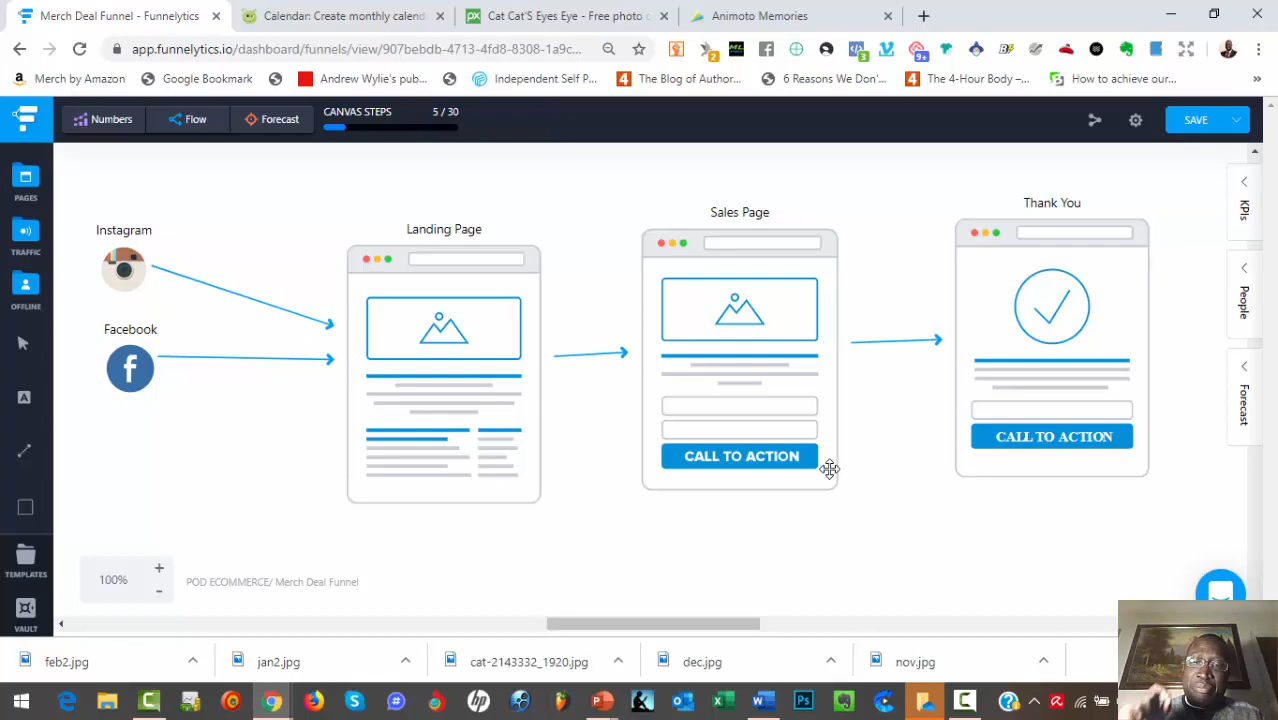 Merch Deal Funnel - Funnelytics
Calendar: Create monthly calend
Cat Cat'S Eyes Eye - Free photo
Animoto Memories
app.funnelytics.io/dashboard/funnels/view/907bebdb-4713-4fd8-8308-1a9c...
2
3
9+
Merch by Amazon
Google Bookmark
Andrew Wylie's pub...
Independent Self P...
The Blog of Author...
6 Reasons We Don'...
The 4-Hour Body –...
How to achieve our...
Numbers
Flow
Forecast
CANVAS STEPS 5 / 30
SAVE
PAGES
TRAFFIC
OFFLINE
TEMPLATES
VAULT
Instagram
Facebook
Landing Page
Sales Page
CALL TO ACTION
Thank You
CALL TO ACTION
KPIs
People
Forecast
100%
POD ECOMMERCE/ Merch Deal Funnel
feb2.jpg
jan2.jpg
cat-2143332_1920.jpg
dec.jpg
nov.jpg